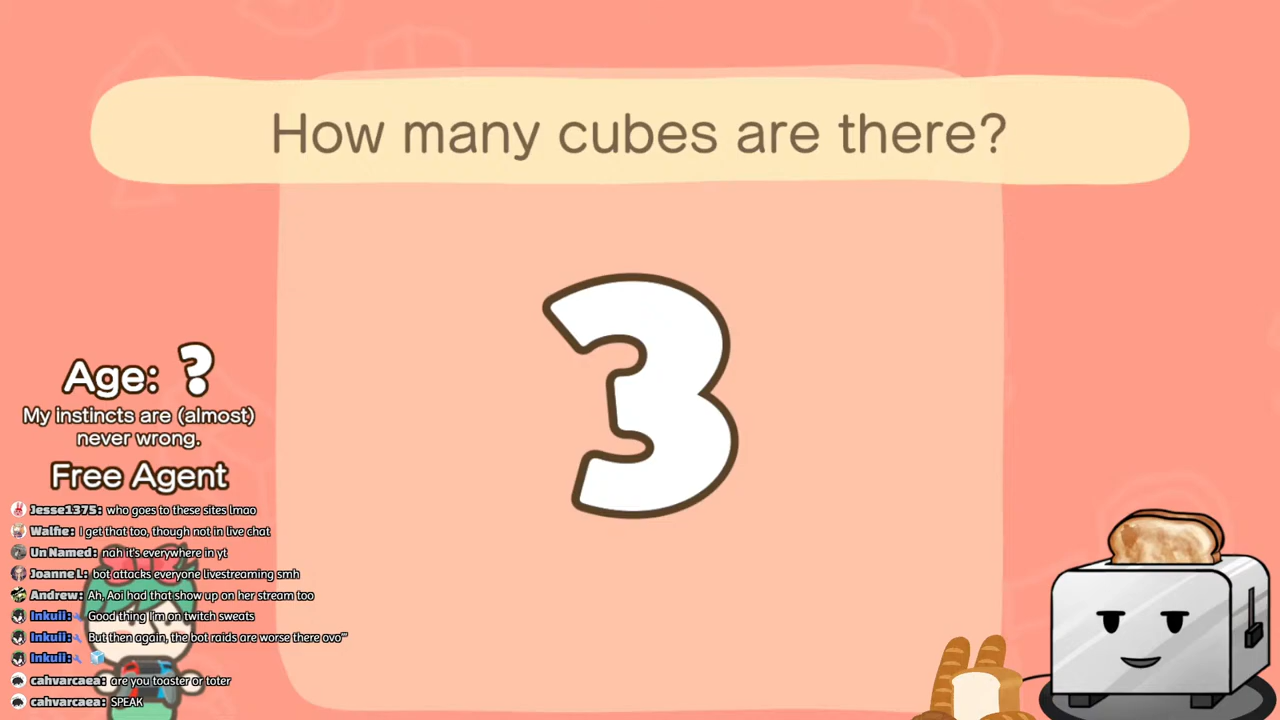 How many cubes are there?
3
Age: ?
My instincts are (almost)
never wrong.
Free Agent
Jesse1375: who goes to these sites lmao
Walfie: I get that too, though not in live chat
Un Named: nah it's everywhere in yt
Joanne L: bot attacks everyone livestreaming smh
Andrew: Ah, Aoi had that show up on her stream too
Inkuii: Good thing I'm on twitch sweats
Inkuii: But then again, the bot raids are worse there ovo"'
Inkuii:
cahvarcaea: are you toaster or toter
cahvarcaea: SPEAK